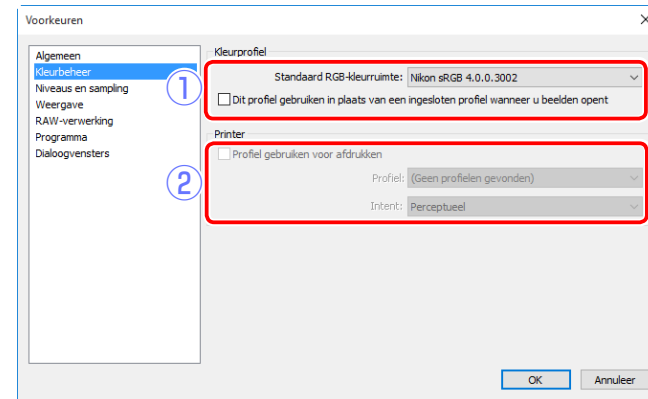 Voorkeuren
Algemeen
Kleurbeheer
Niveaus en sampling
Weergave
RAW-verwerking
Programma
Dialoogvensters
Kleurprofiel
1
Standaard RGB-kleurruimte: Nikon sRGB 4.0.0.3002
Dit profiel gebruiken in plaats van een ingesloten profiel wanneer u beelden opent
Printer
2
Profiel gebruiken voor afdrukken
Profiel: (Geen profielen gevonden)
Intent: Perceptueel
OK Annuleer